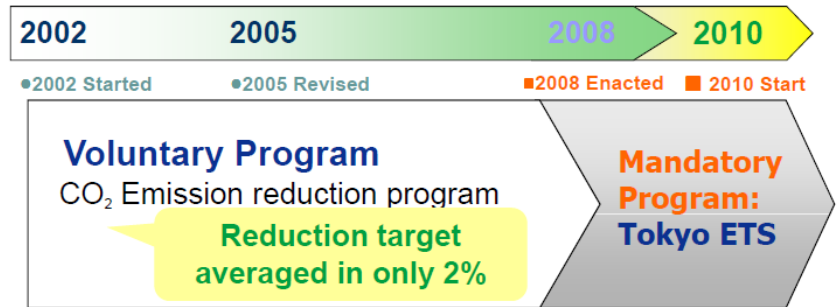 2002 2005 2008 2010
●2002 Started ●2005 Revised ■2008 Enacted ■ 2010 Start
Voluntary Program
CO₂ Emission reduction program
Reduction target
averaged in only 2%
Mandatory
Program:
Tokyo ETS